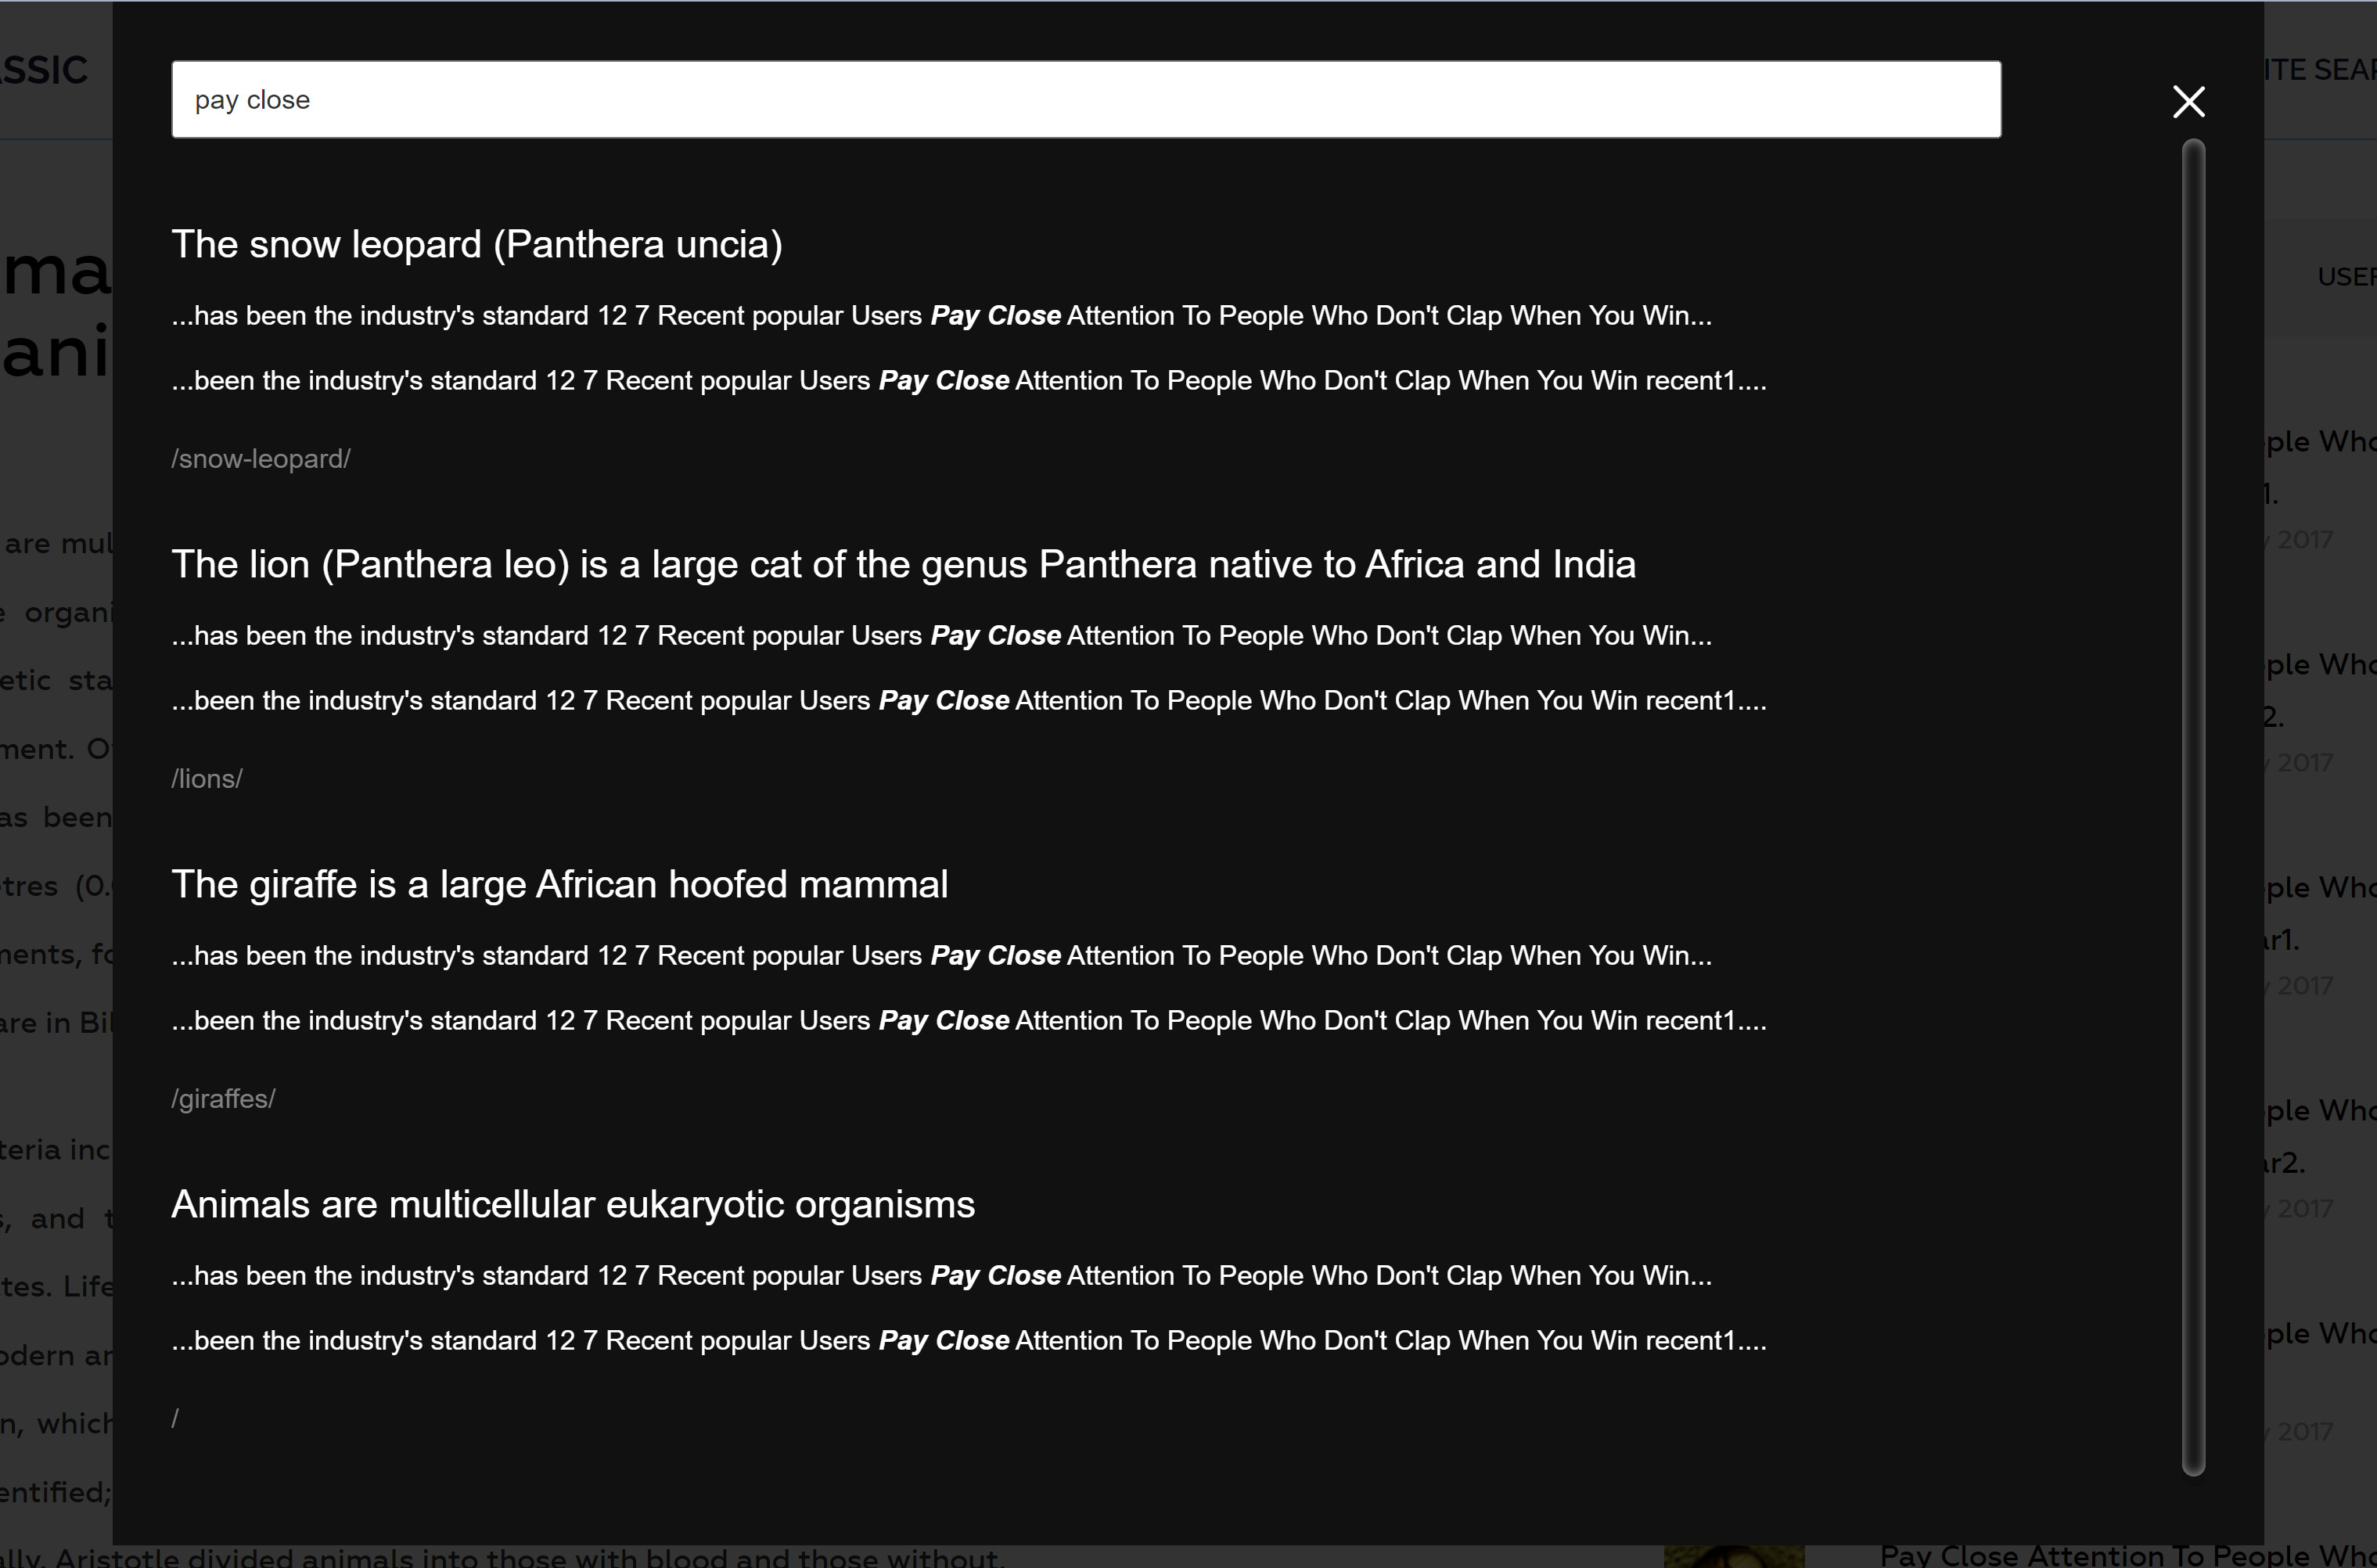 SSIC
ITE SEA
pay close
ma
ani
USER
The snow leopard (Panthera uncia)
...has been the industry's standard 12 7 Recent popular Users Pay Close Attention To People Who Don't Clap When You Win...
...been the industry's standard 12 7 Recent popular Users Pay Close Attention To People Who Don't Clap When You Win recent1....
/snow-leopard/
ple Who
1.
2017
are mul
The lion (Panthera leo) is a large cat of the genus Panthera native to Africa and India
organi
...has been the industry's standard 12 7 Recent popular Users Pay Close Attention To People Who Don't Clap When You Win...
ple Who
etic sta
...been the industry's standard 12 7 Recent popular Users Pay Close Attention To People Who Don't Clap When You Win recent1....
2.
ment. O
/lions/
2017
as been
The giraffe is a large African hoofed mammal
tres (0.
ple Who
...has been the industry's standard 12 7 Recent popular Users Pay Close Attention To People Who Don't Clap When You Win...
ments, fo
r1.
...been the industry's standard 12 7 Recent popular Users Pay Close Attention To People Who Don't Clap When You Win recent1....
are in Bil
2017
/giraffes/
ple Who
teria inc
r2.
Animals are multicellular eukaryotic organisms
s, and t
2017
...has been the industry's standard 12 7 Recent popular Users Pay Close Attention To People Who Don't Clap When You Win...
tes. Life
...been the industry's standard 12 7 Recent popular Users Pay Close Attention To People Who Don't Clap When You Win recent1....
odern ar
ple Who
/
n, which
2017
entified;
ally, Aristotle divided animals into those with blood and those without.
Pay Close Attention To People Who